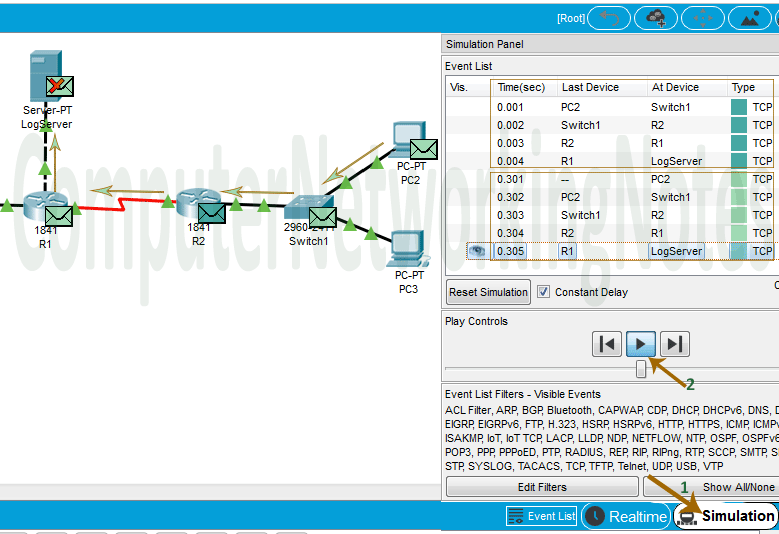 [Root]
Simulation Panel
Event List
Vis. Time(sec) Last Device At Device Type
0.001 PC2 Switch1 TCP
0.002 Switch1 R2 TCP
0.003 R2 R1 TCP
0.004 R1 LogServer TCP
0.301 -- PC2 TCP
0.302 PC2 Switch1 TCP
0.303 Switch1 R2 TCP
0.304 R2 R1 TCP
0.305 R1 LogServer TCP
Reset Simulation Constant Delay C
Play Controls
2
Event List Filters - Visible Events
ACL Filter, ARP, BGP, Bluetooth, CAPWAP, CDP, DHCP, DHCPv6, DNS, D
EIGRP, EIGRPv6, FTP, H.323, HSRP, HSRPv6, HTTP, HTTPS, ICMP, ICMPv
ISAKMP, IoT, IoT TCP, LACP, LLDP, NDP, NETFLOW, NTP, OSPF, OSPFv6
POP3, PPP, PPPoED, PTP, RADIUS, REP, RIP, RIPng, RTP, SCCP, SMTP, S
STP, SYSLOG, TACACS, TCP, TFTP, Telnet, UDP, USB, VTP
Edit Filters 1 Show All/None
Event List Realtime Simulation
Server-PT
LogServer
PC-PT
PC2
1841
R1
1841
R2
2960-24TT
Switch1
PC-PT
PC3
ComputerNetworkingNotes